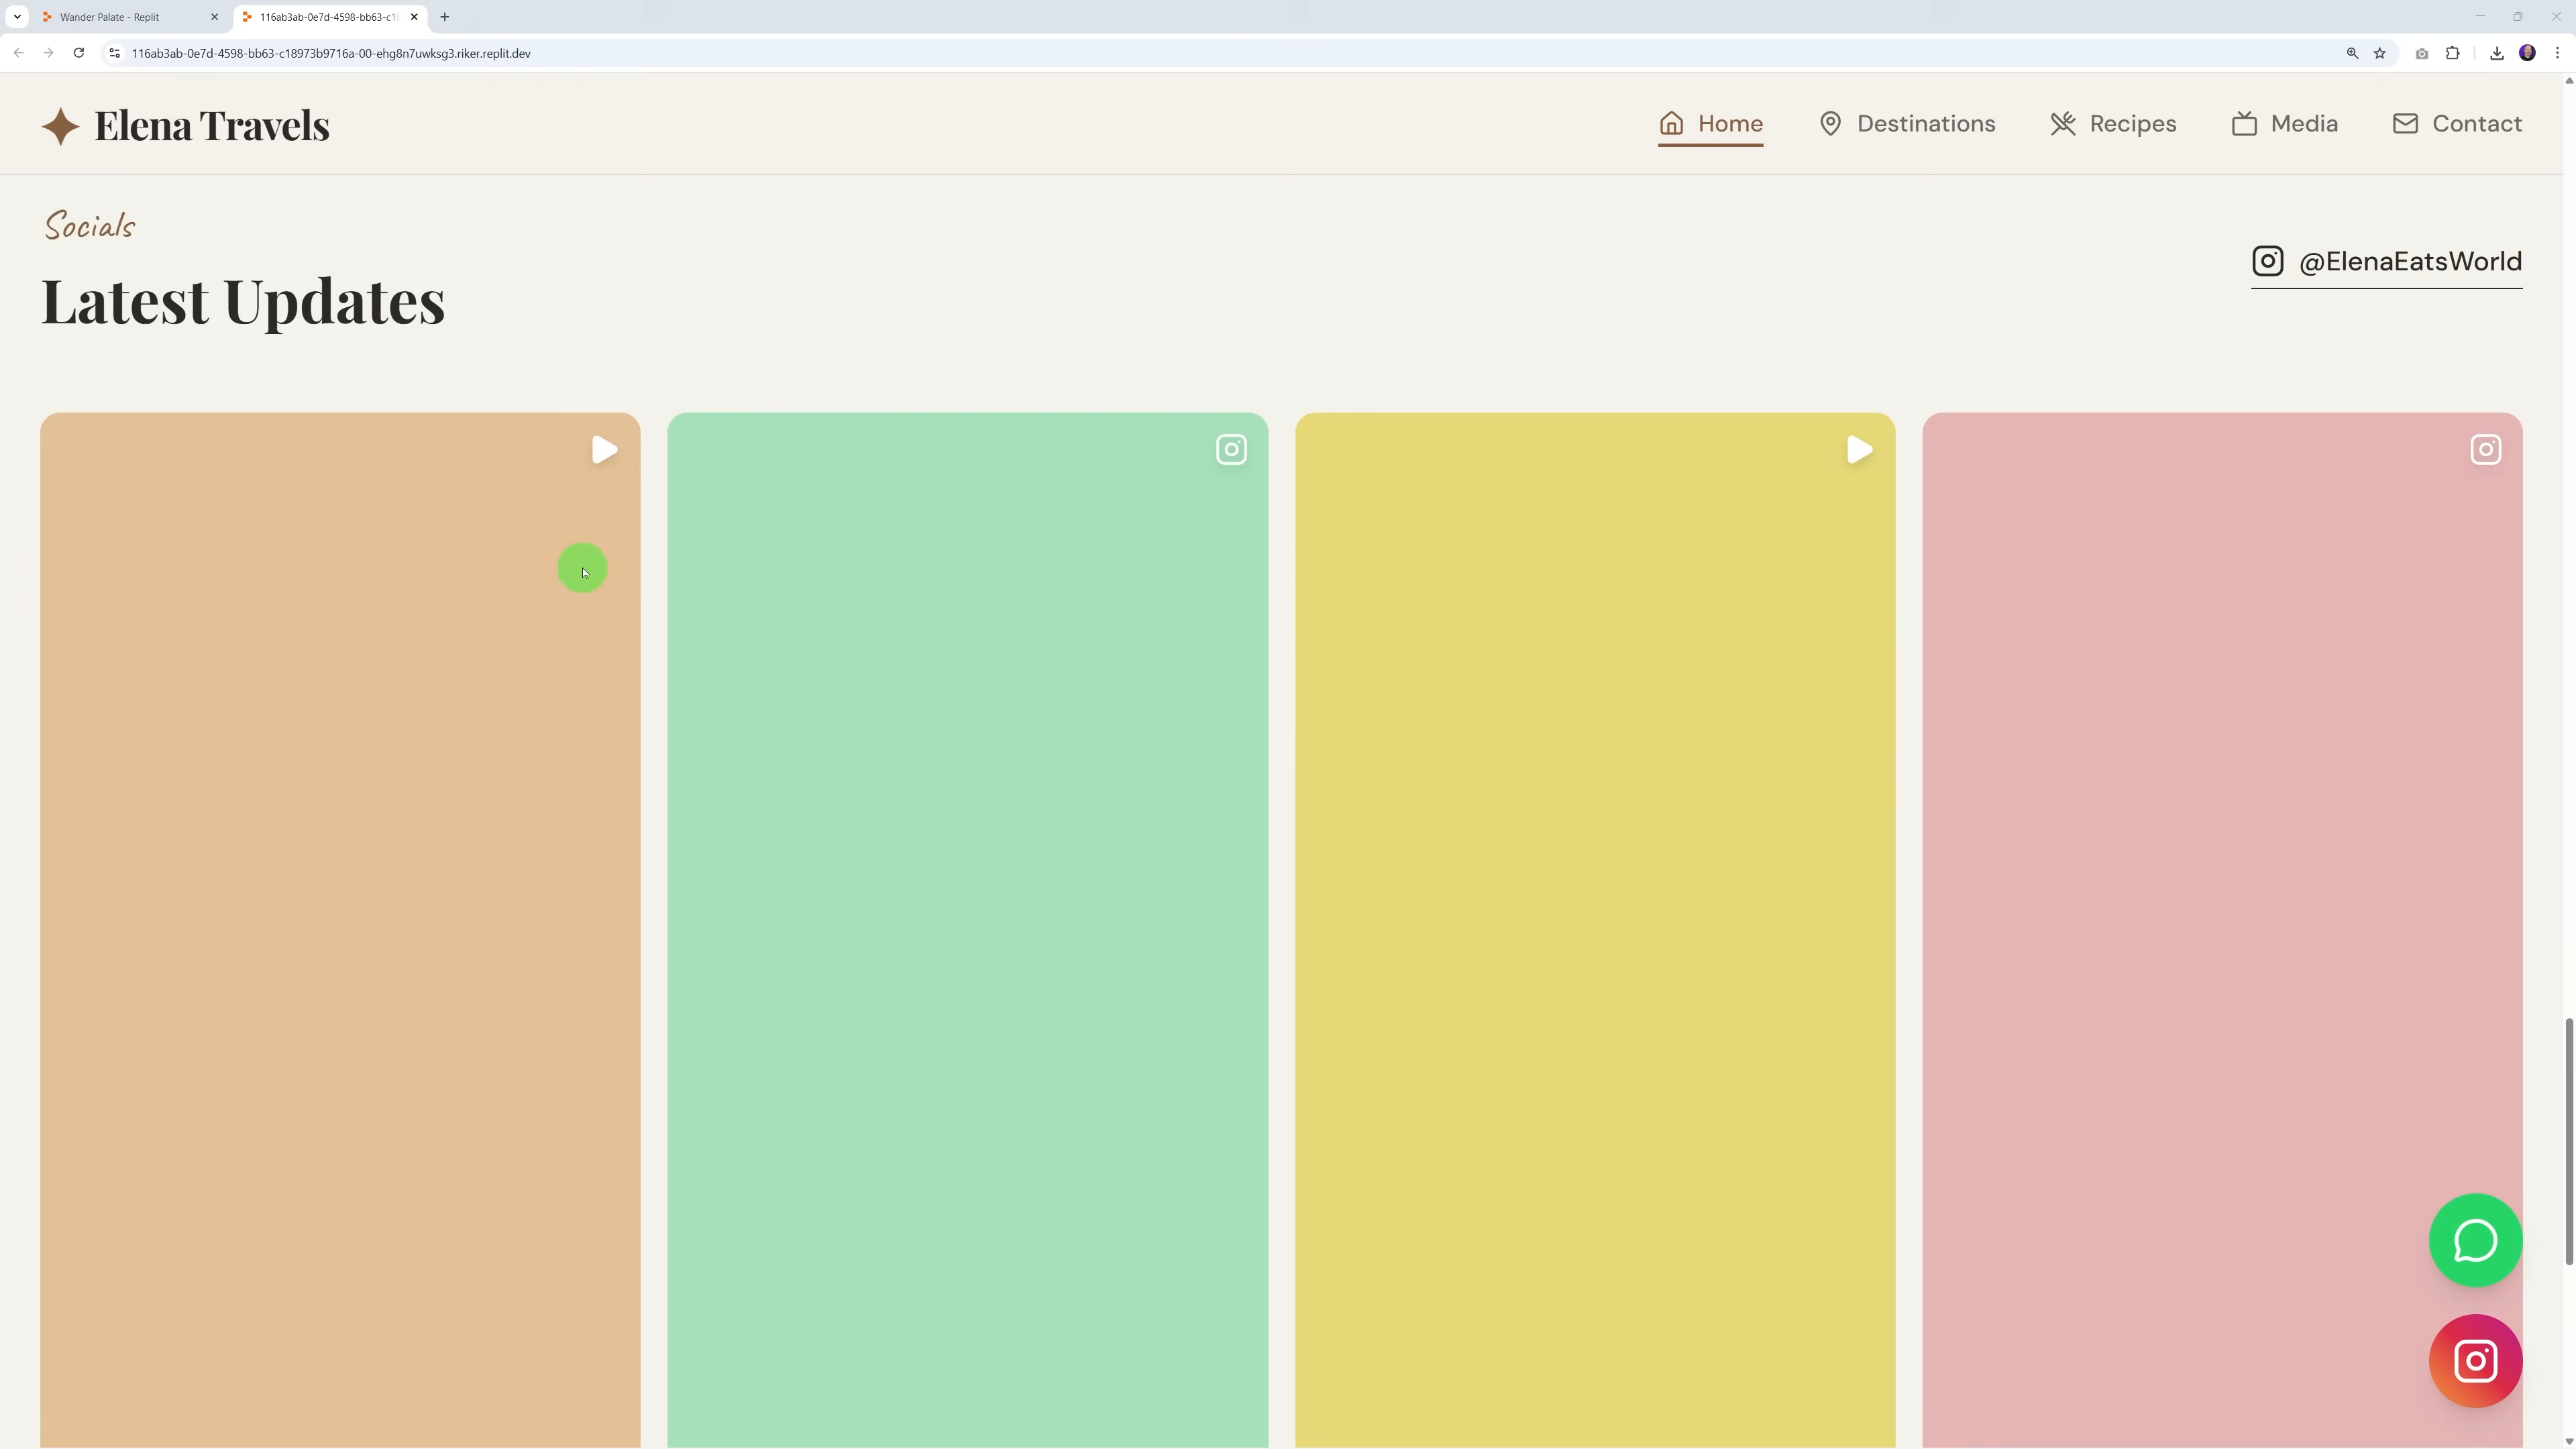 Wander Palate - Replit
116ab3ab-0e7d-4598-bb63-c18
116ab3ab-0e7d-4598-bb63-c18973b9716a-00-ehg8n7uwksg3.riker.replit.dev
Elena Travels
Home
Destinations
Recipes
Media
Contact
Socials
@ElenaEatsWorld
Latest Updates